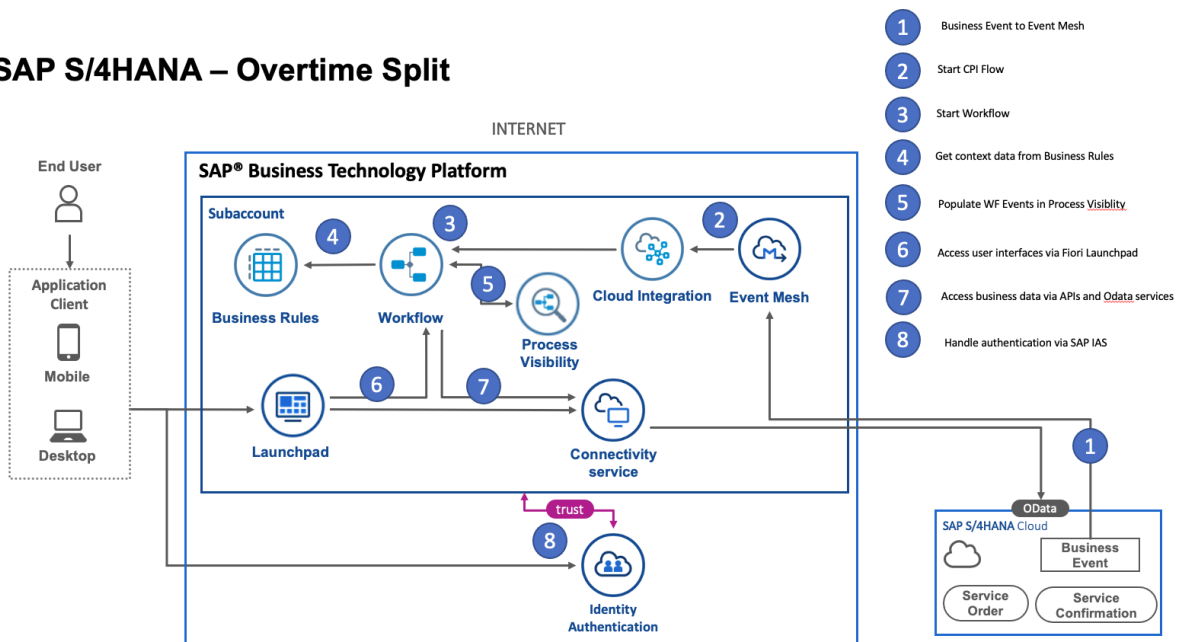 SAP S/4HANA – Overtime Split
1 Business Event to Event Mesh
2 Start CPI Flow
3 Start Workflow
4 Get context data from Business Rules
5 Populate WF Events in Process Visiblity
6 Access user interfaces via Fiori Launchpad
7 Access business data via APIs and Odata services
8 Handle authentication via SAP IAS
INTERNET
End User
Application
Client
Mobile
Desktop
SAP® Business Technology Platform
Subaccount
4
3
2
Business Rules
Workflow
5
Process
Visibility
Cloud Integration
Event Mesh
6
7
Launchpad
Connectivity
service
1
trust
8
Identity
Authentication
OData
SAP S/4HANA Cloud
Business
Event
Service
Order
Service
Confirmation